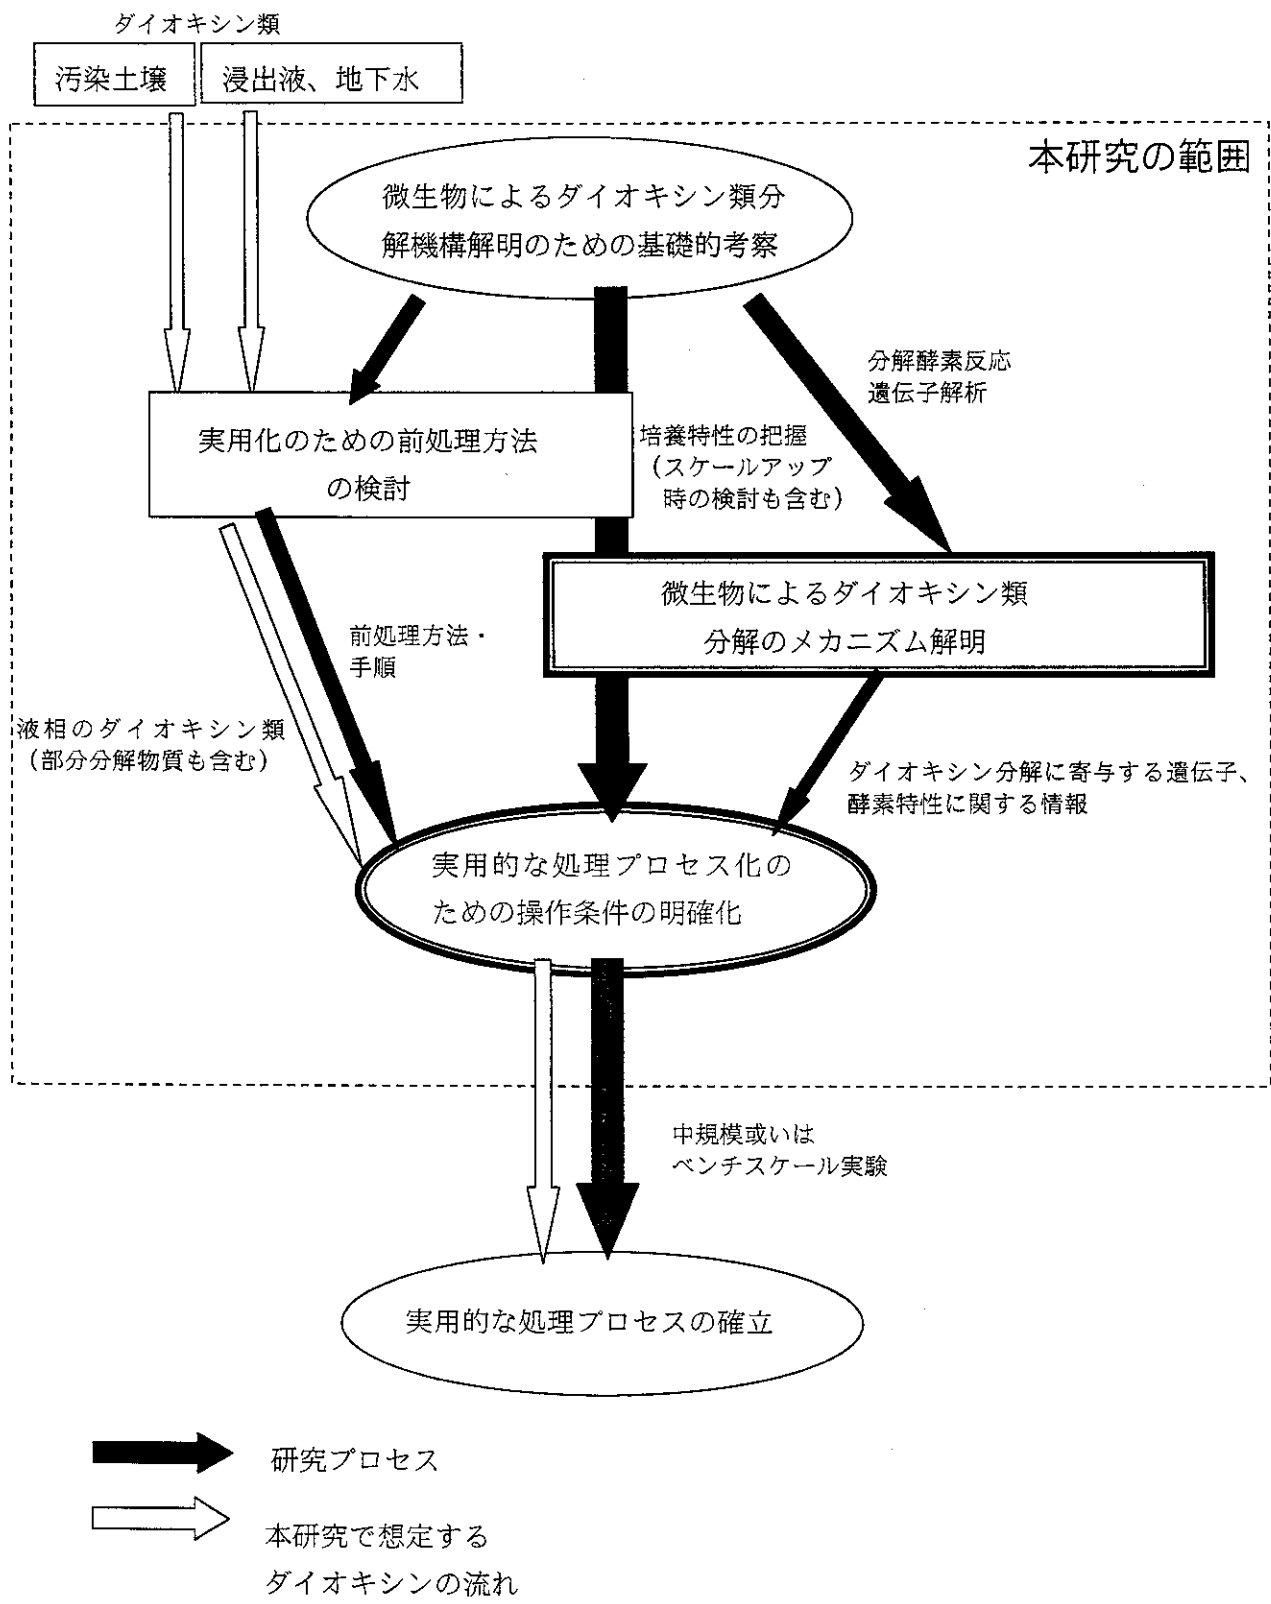 ダイオキシン類
汚染土壌
浸出液、地下水
本研究の範囲
微生物によるダイオキシン類分
解機構解明のための基礎的考察
分解酵素反応
遺伝子解析
実用化のための前処理方法
の検討
培養特性の把握
（スケールアップ
時の検討も含む）
微生物によるダイオキシン類
分解のメカニズム解明
前処理方法・
手順
液相のダイオキシン類
（部分分解物質も含む）
ダイオキシン分解に寄与する遺伝子、
酵素特性に関する情報
実用的な処理プロセス化の
ための操作条件の明確化
中規模或いは
ベンチスケール実験
実用的な処理プロセスの確立
研究プロセス
本研究で想定する
ダイオキシンの流れ